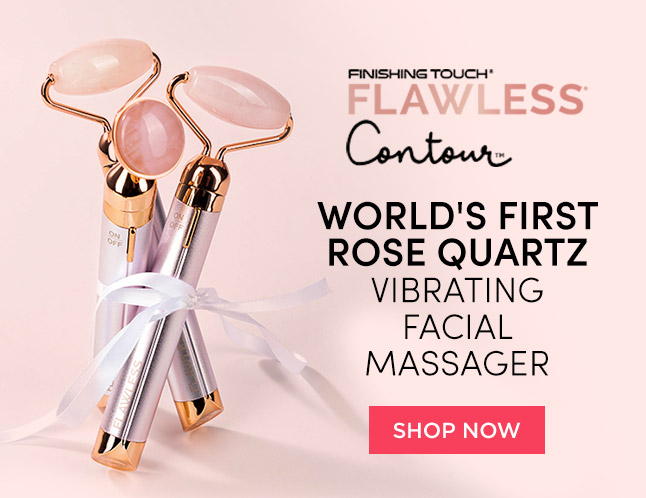 FINISHING TOUCH®
FLAWLESS®
Contour™
WORLD'S FIRST
ROSE QUARTZ
VIBRATING
FACIAL
MASSAGER
SHOP NOW
ON
OFF
ON
OFF
FLAWLESS